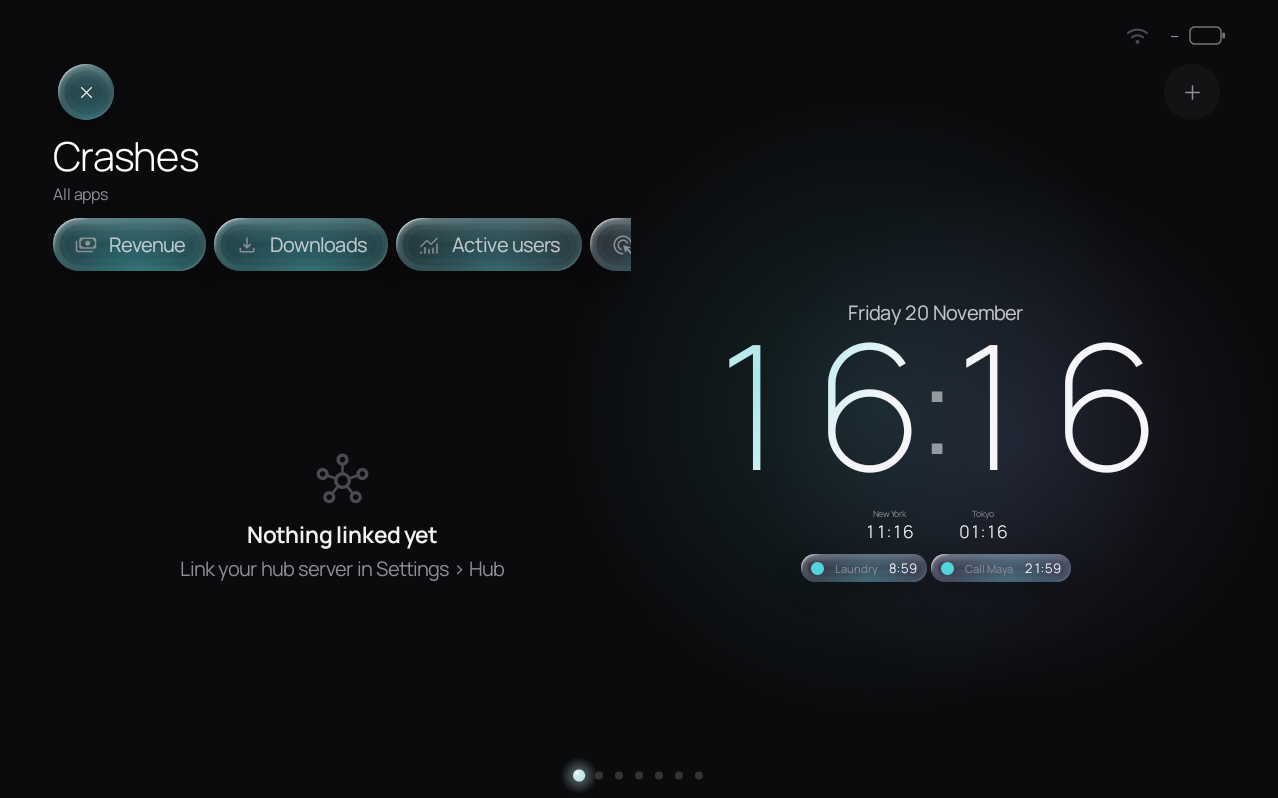 –
Crashes
All apps
Revenue
Downloads
Active users
Friday 20 November
16:16
New York
11:16
Tokyo
01:16
Laundry 8:59
Call Maya 21:59
Nothing linked yet
Link your hub server in Settings > Hub